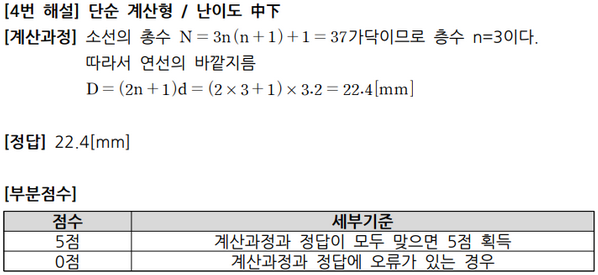 [4번 해설] 단순 계산형 / 난이도 中下
[계산과정] 소선의 총수 N = 3n(n+1)+1 = 37가닥이므로 층수 n=3이다.
따라서 연선의 바깥지름
D = (2n+1)d = (2×3+1)×3.2 = 22.4[mm]
[정답] 22.4[mm]
[부분점수]
점수 세부기준
5점 계산과정과 정답이 모두 맞으면 5점 획득
0점 계산과정과 정답에 오류가 있는 경우